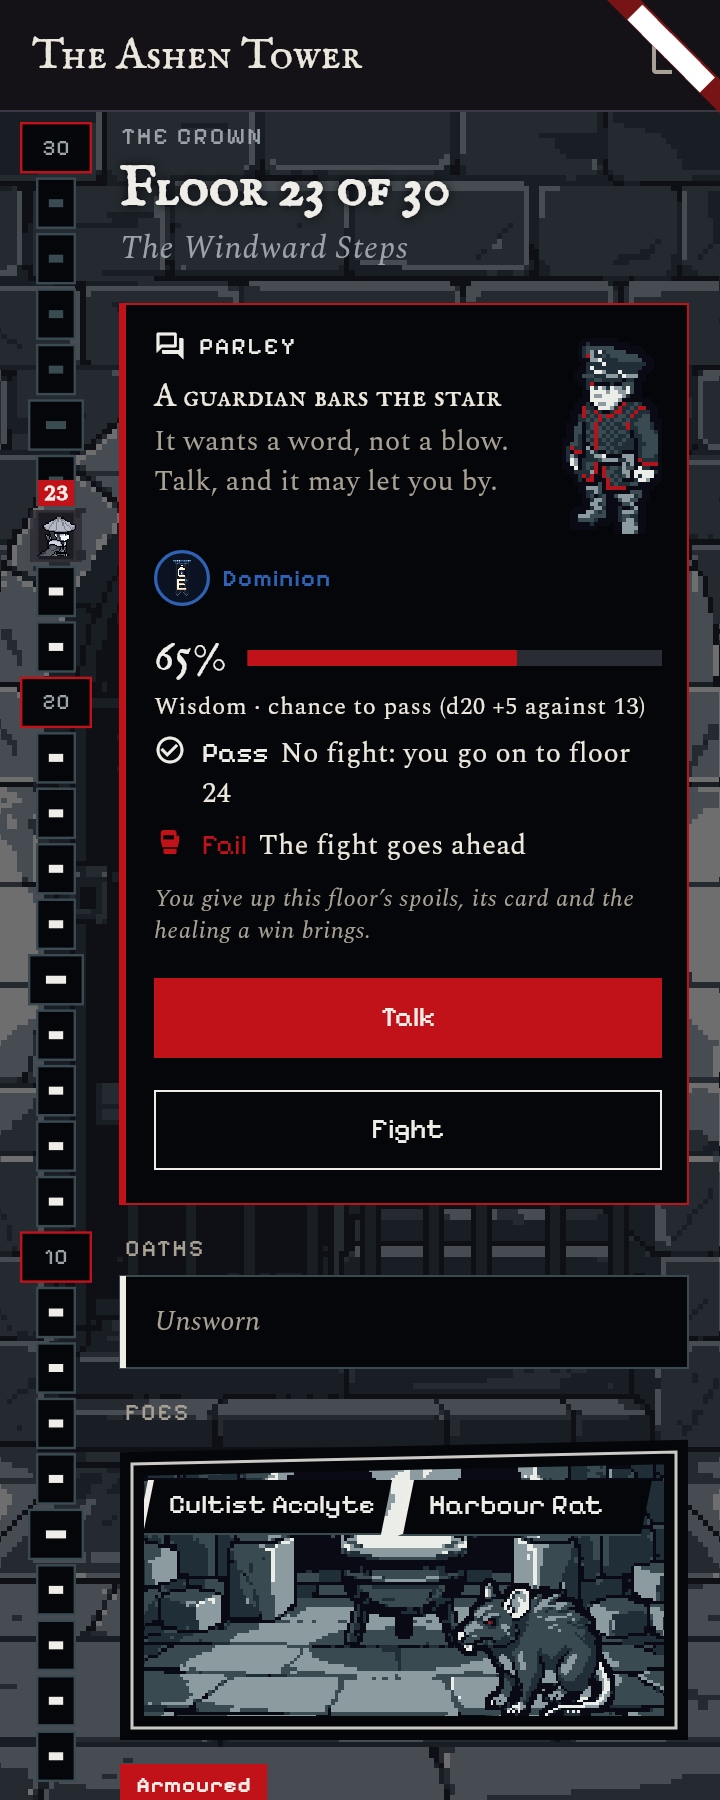 The Ashen Tower
30
THE CROWN
Floor 23 of 30
The Windward Steps
PARLEY
A guardian bars the stair
It wants a word, not a blow.
Talk, and it may let you by.
23
Dominion
65%
Wisdom · chance to pass (d20 +5 against 13)
20
Pass No fight: you go on to floor
24
Fail The fight goes ahead
You give up this floor’s spoils, its card and the
healing a win brings.
Talk
Fight
OATHS
10
Unsworn
FOES
Cultist Acolyte
Harbour Rat
Armoured